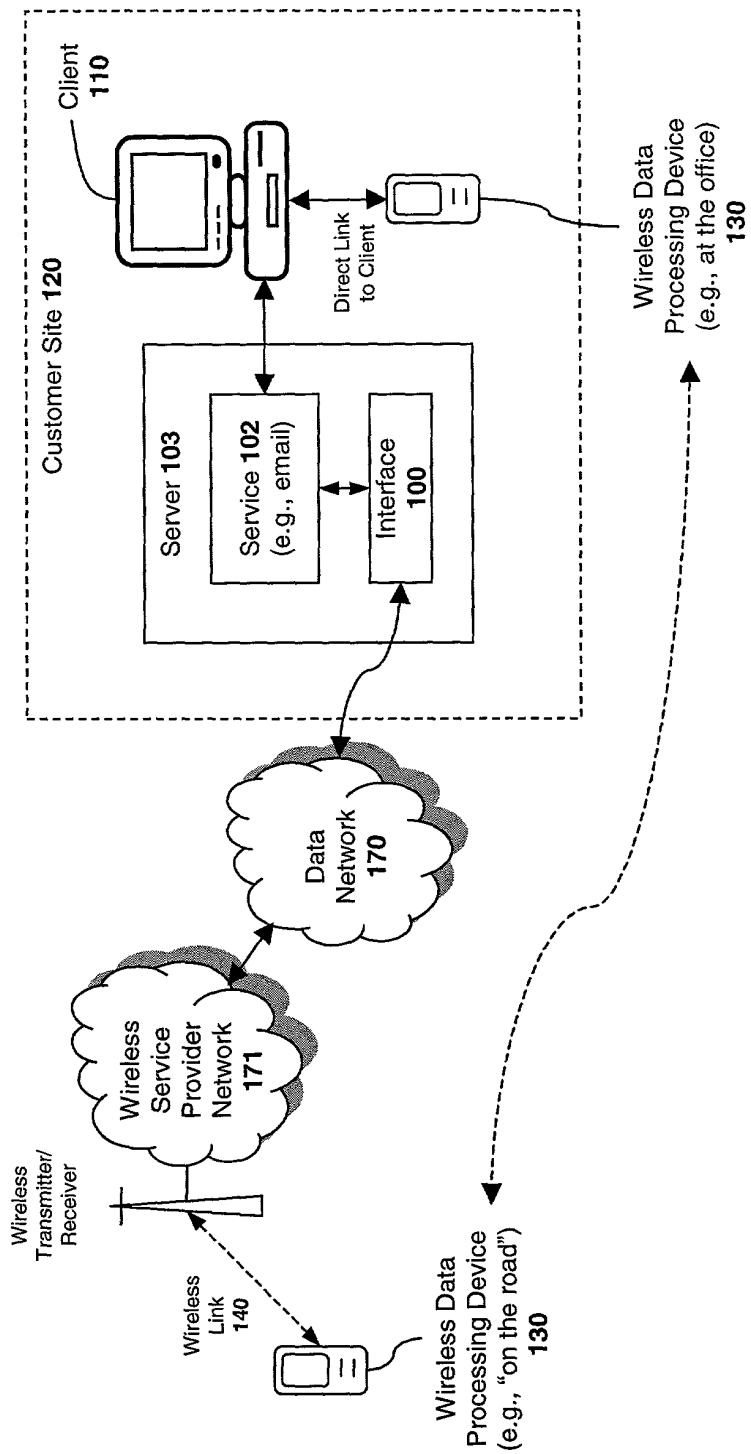 Wireless
Transmitter/
Receiver
Wireless
Link
140
Wireless Data
Processing Device
(e.g., "on the road")
130
Wireless
Service
Provider
Network
171
Data
Network
170
Customer Site 120
Server 103
Service 102
(e.g., email)
Interface
100
Client
110
Direct Link
to Client
Wireless Data
Processing Device
(e.g., at the office)
130